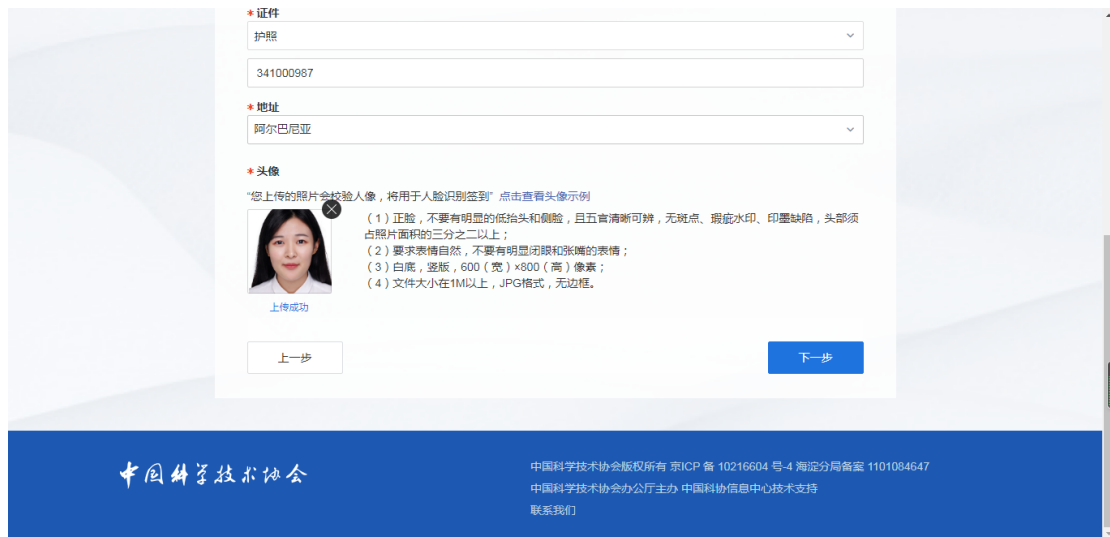 * 证件
护照
341000987
* 地址
阿尔巴尼亚
* 头像
“您上传的照片会校验人像，将用于人脸识别签到” 点击查看头像示例
（1）正脸，不要有明显的低抬头和侧脸，且五言清晰可辨，无斑点、瑕疵水印、印墨缺陷，头部须
占照片面积的三分之二以上；
（2）要求表情自然，不要有明显闭眼和张嘴的表情；
（3）白底，竖版，600（宽）×800（高）像素；
（4）文件大小在1M以上，JPG格式，无边框。
上传成功
上一步
下一步
中国科学技术协会
中国科学技术协会版权所有 京ICP 备 10216604 号-4 海淀分局备案 1101084647
中国科学技术协会办公厅主办 中国科协信息中心技术支持
联系我们